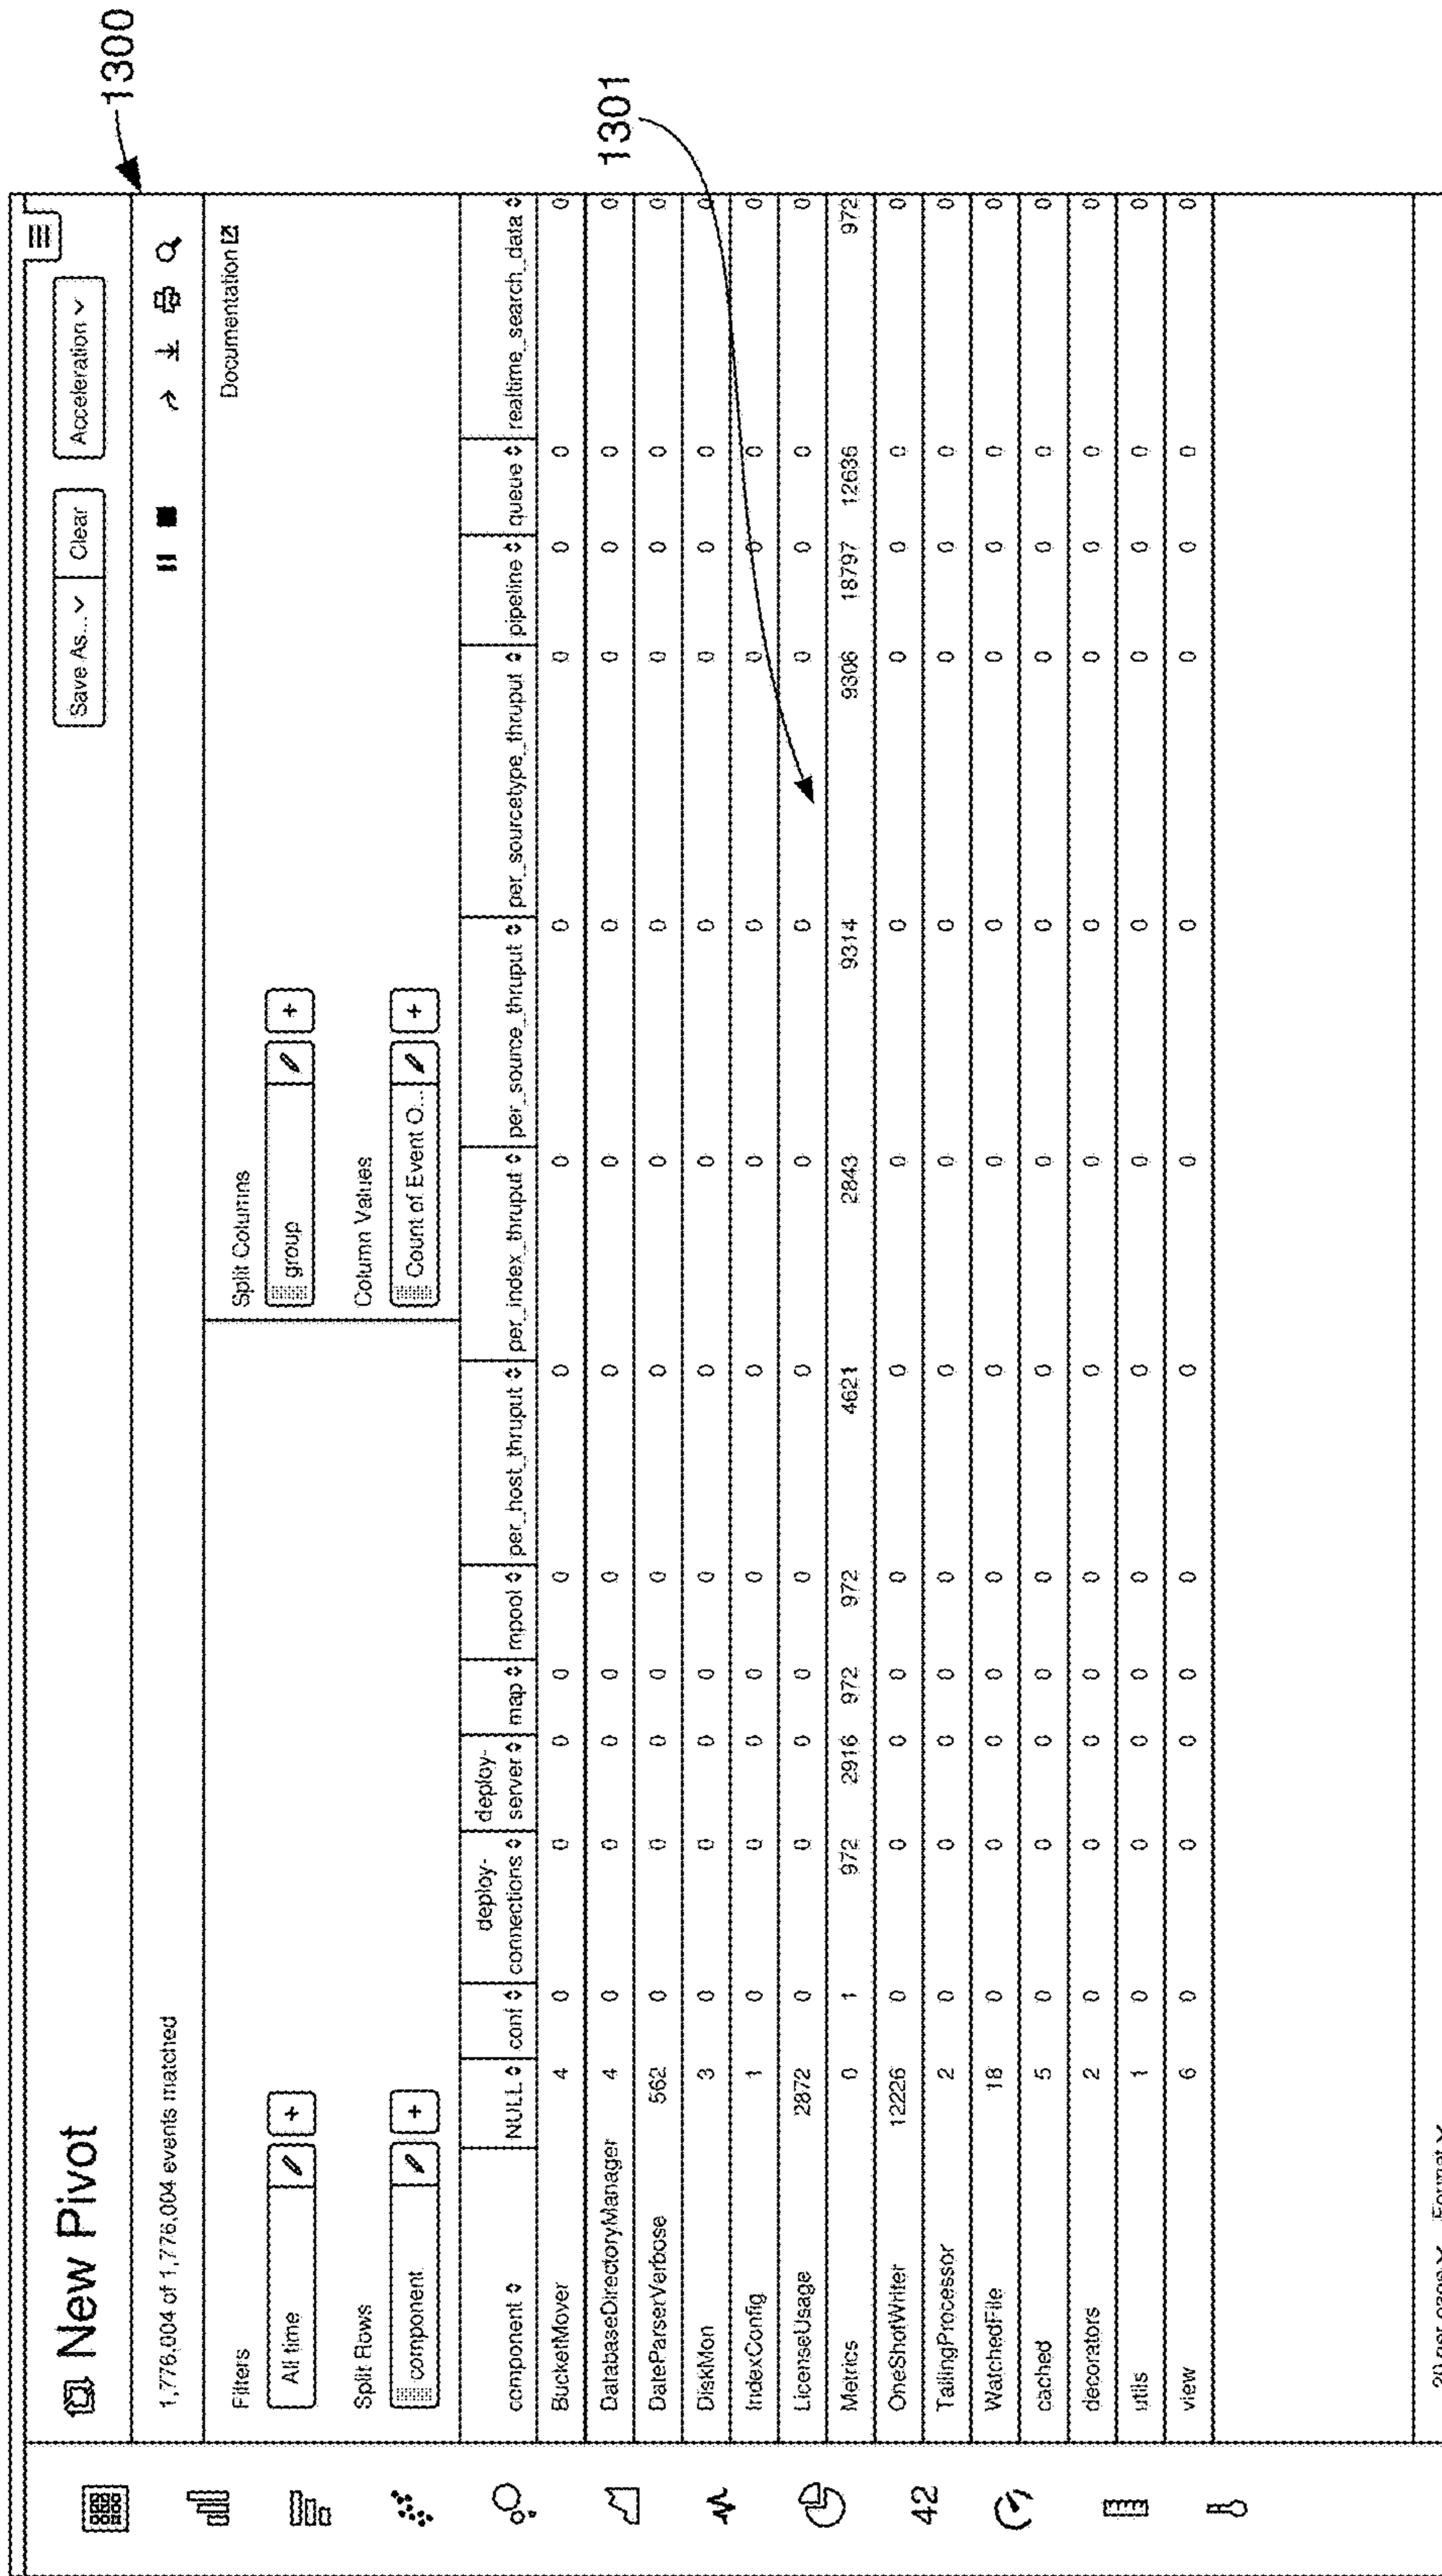 New Pivot
Save As... Clear Acceleration
1300
1,776,004 of 1,776,004 events matched
Filters Split Columns Documentation
All time + group +
Split Rows Column Values
component + Count of Event O... +
1301
component NULL conf deploy-connections deploy-server map mpool per_host_thruput per_index_thruput per_source_thruput per_sourcetype_thruput pipeline queue realtime_search_data
BucketMover 4 0 0 0 0 0 0 0 0 0 0 0 0
DatabaseDirectoryManager 4 0 0 0 0 0 0 0 0 0 0 0 0
DateParserVerbose 562 0 0 0 0 0 0 0 0 0 0 0 0
DiskMon 3 0 0 0 0 0 0 0 0 0 0 0 0
IndexConfig 1 0 0 0 0 0 0 0 0 0 0 0 0
LicenseUsage 2872 0 0 0 0 0 0 0 0 0 0 0 0
Metrics 0 1 972 2916 972 972 4621 2843 9314 9306 18797 12636 972
OneShotWriter 12226 0 0 0 0 0 0 0 0 0 0 0 0
TailingProcessor 2 0 0 0 0 0 0 0 0 0 0 0 0
WatchedFile 18 0 0 0 0 0 0 0 0 0 0 0 0
42
cached 5 0 0 0 0 0 0 0 0 0 0 0 0
decorators 2 0 0 0 0 0 0 0 0 0 0 0 0
utils 1 0 0 0 0 0 0 0 0 0 0 0 0
view 6 0 0 0 0 0 0 0 0 0 0 0 0
20 per page Format